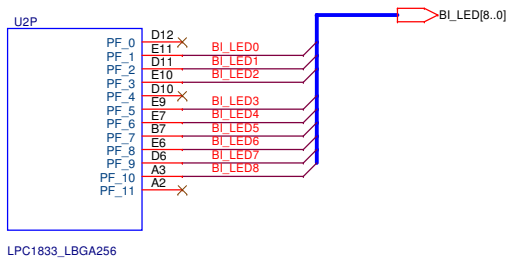 U2P
BI_LED[8..0]
PF_0 D12
PF_1 E11 BI_LED0
PF_2 D11 BI_LED1
PF_3 E10 BI_LED2
PF_4 D10
PF_5 E9 BI_LED3
PF_6 E7 BI_LED4
PF_7 B7 BI_LED5
PF_8 E6 BI_LED6
PF_9 D6 BI_LED7
PF_10 A3 BI_LED8
PF_11 A2
LPC1833_LBGA256